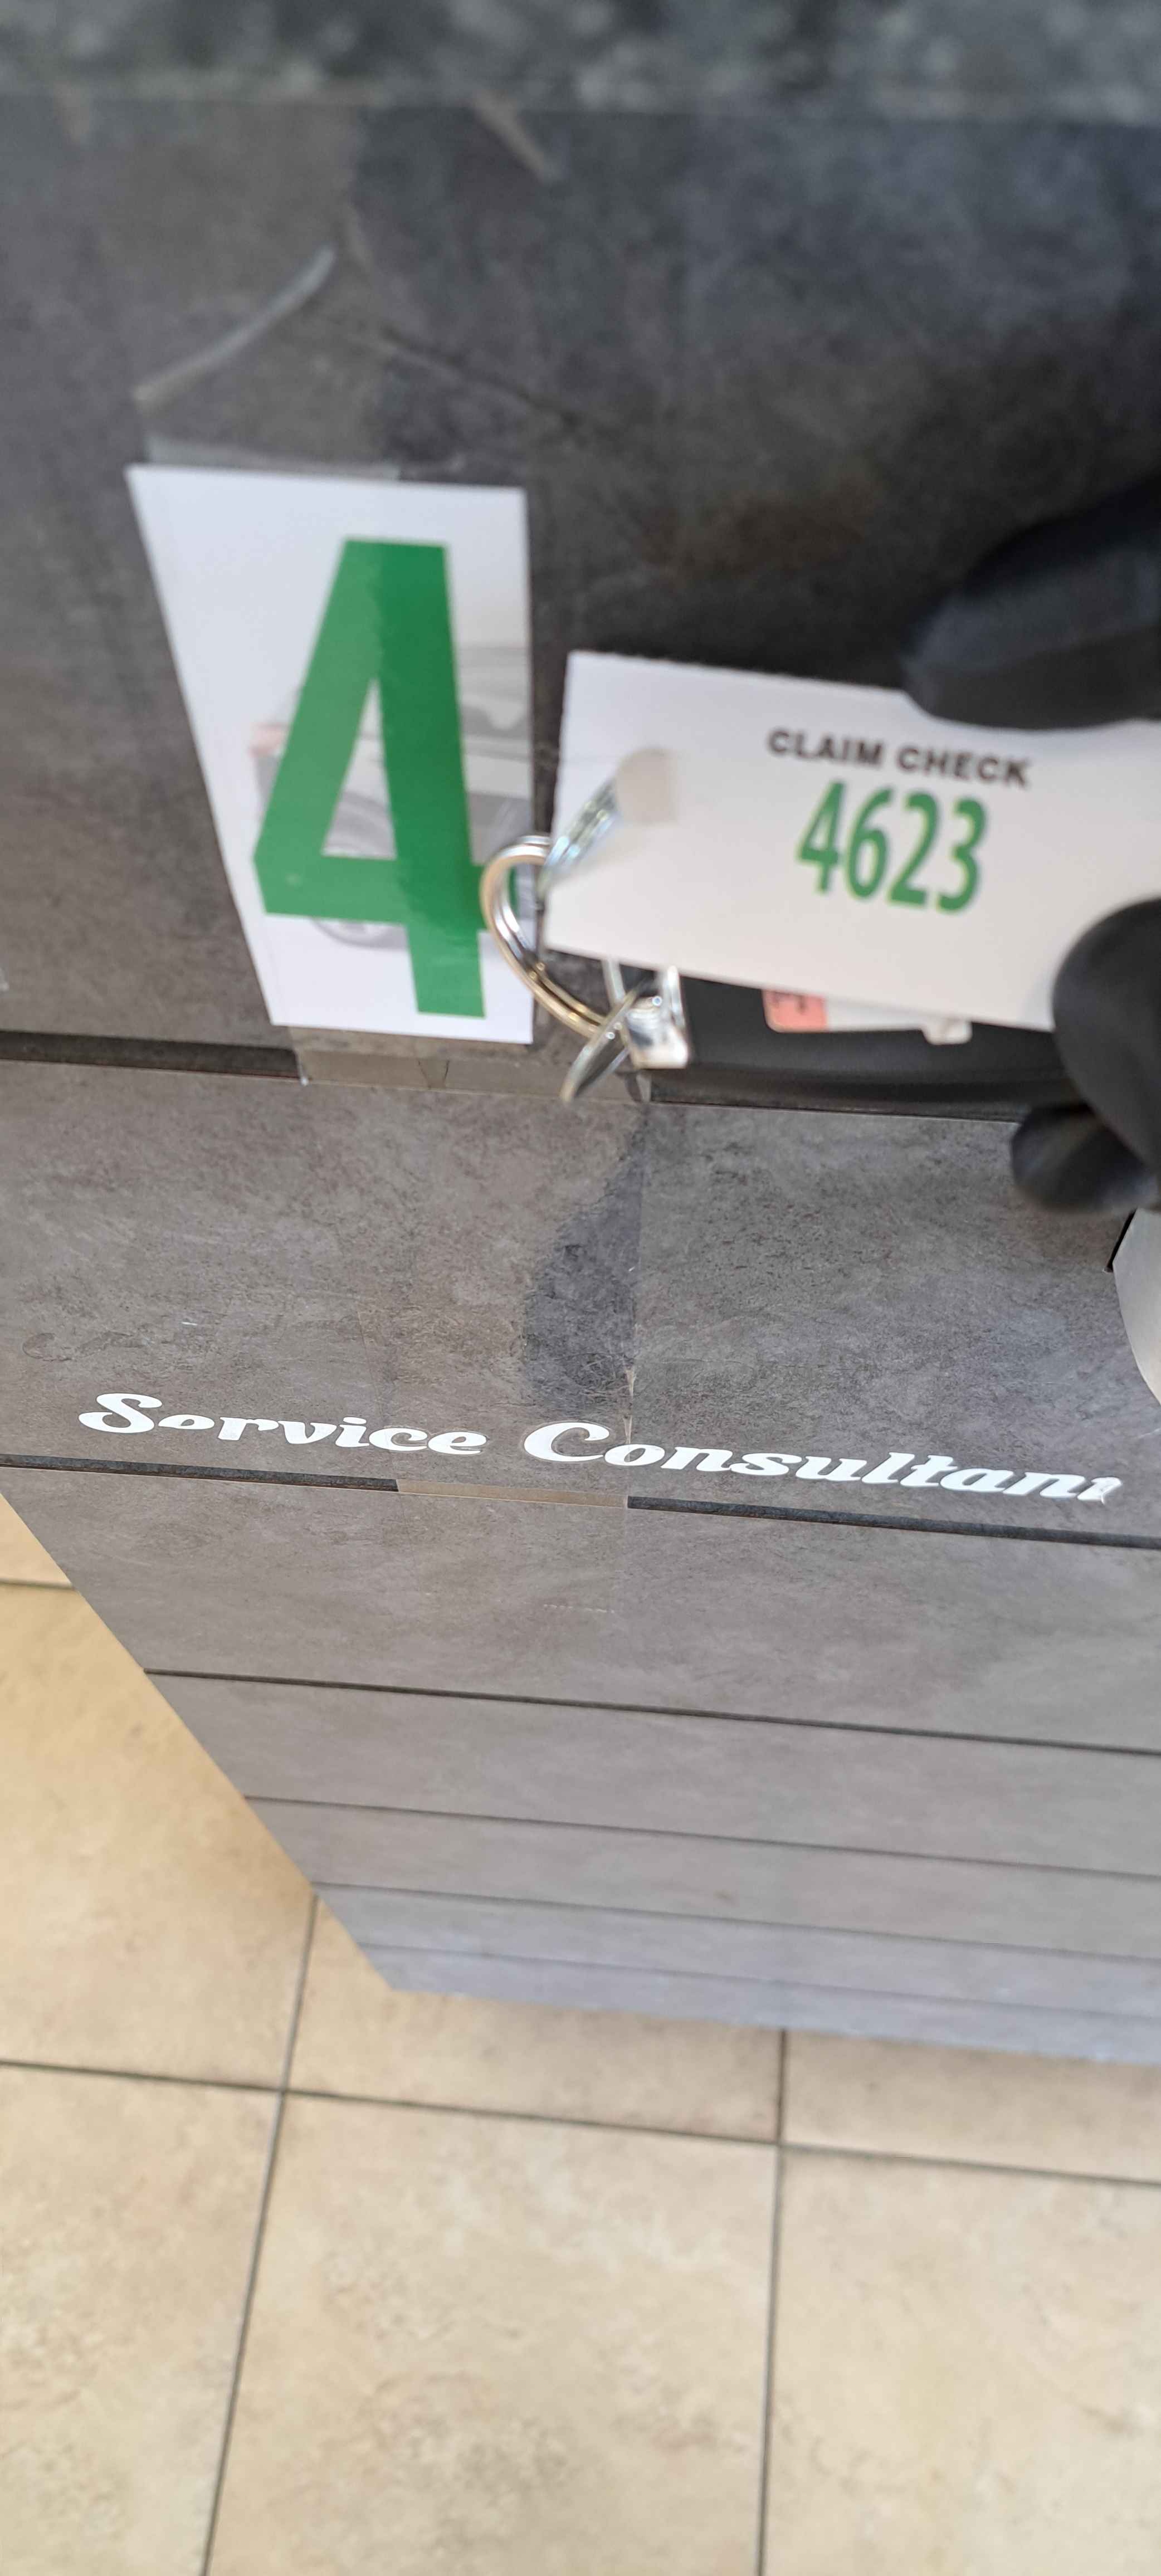 4
CLAIM CHECK
4623
Service Consultant